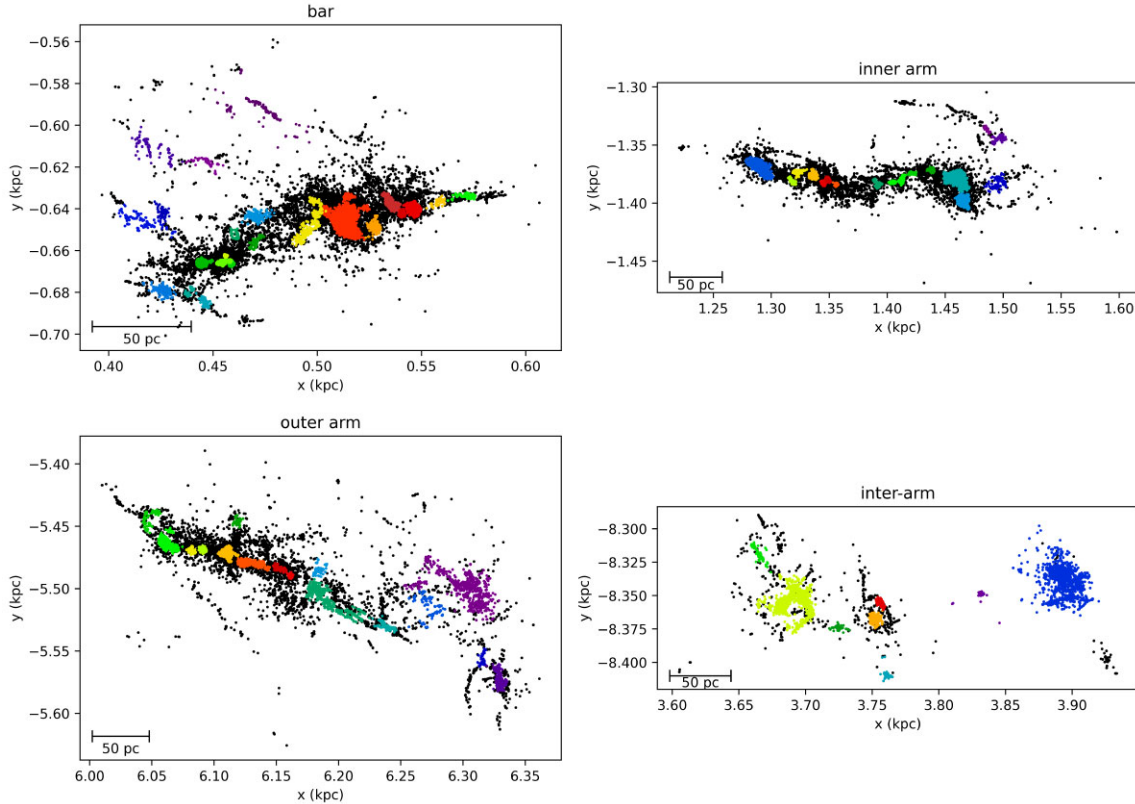 bar
−0.56
−0.58
−0.60
−0.62
−0.64
−0.66
−0.68
−0.70
y (kpc)
50 pc
0.40 0.45 0.50 0.55 0.60
x (kpc)
inner arm
−1.30
−1.35
−1.40
−1.45
y (kpc)
50 pc
1.25 1.30 1.35 1.40 1.45 1.50 1.55 1.60
x (kpc)
outer arm
−5.40
−5.45
−5.50
−5.55
−5.60
y (kpc)
50 pc
6.00 6.05 6.10 6.15 6.20 6.25 6.30 6.35
x (kpc)
inter-arm
−8.300
−8.325
−8.350
−8.375
−8.400
y (kpc)
50 pc
3.60 3.65 3.70 3.75 3.80 3.85 3.90
x (kpc)